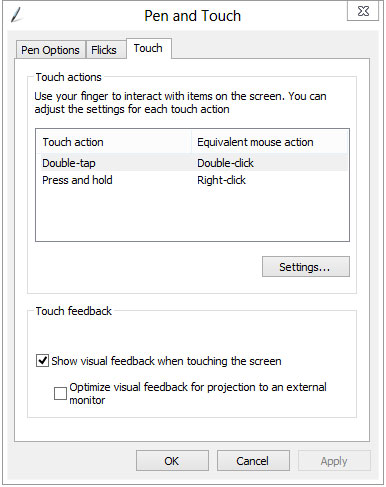 Pen and Touch
Pen Options Flicks Touch
Touch actions
Use your finger to interact with items on the screen. You can
adjust the settings for each touch action
Touch action Equivalent mouse action
Double-tap Double-click
Press and hold Right-click
Settings...
Touch feedback
Show visual feedback when touching the screen
Optimize visual feedback for projection to an external
monitor
OK Cancel Apply